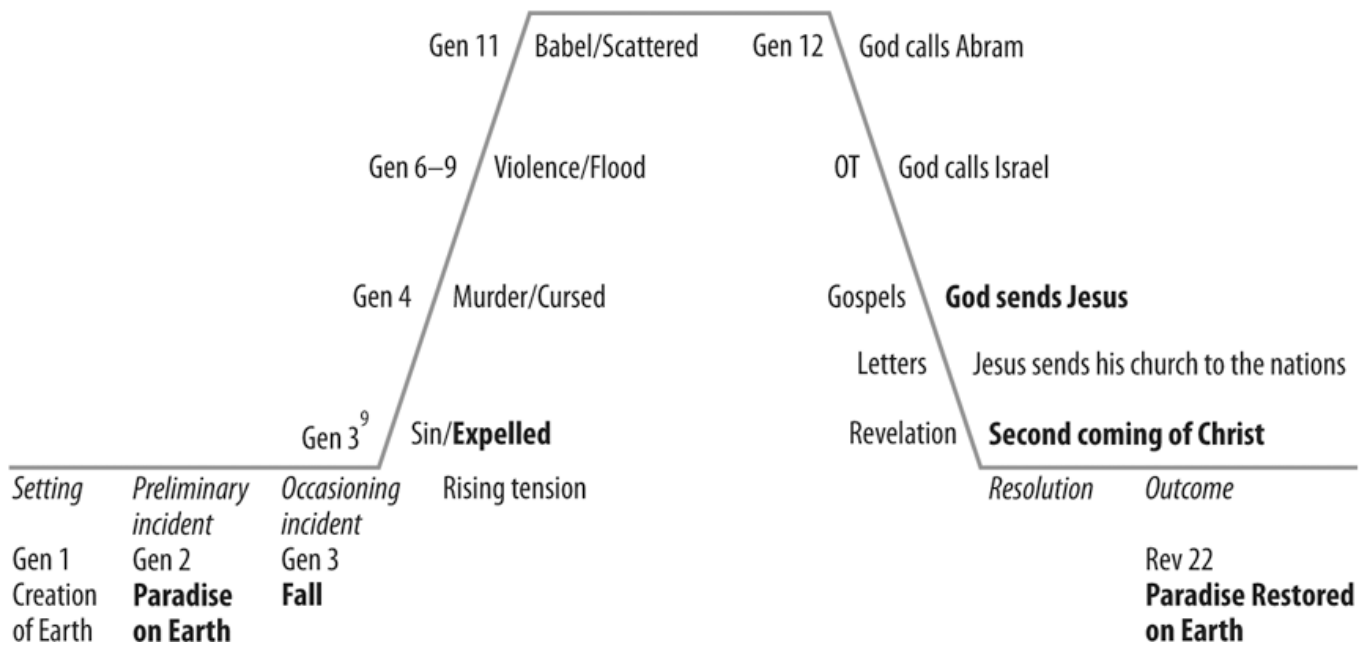 Gen 11 Babel/Scattered Gen 12 God calls Abram
Gen 6–9 Violence/Flood OT God calls Israel
Gen 4 Murder/Cursed Gospels God sends Jesus
Letters Jesus sends his church to the nations
Gen 3⁹ Sin/Expelled Revelation Second coming of Christ
Setting Preliminary Occasioning Rising tension Resolution Outcome
incident incident
Gen 1 Gen 2 Gen 3 Rev 22
Creation Paradise Fall Paradise Restored
of Earth on Earth on Earth